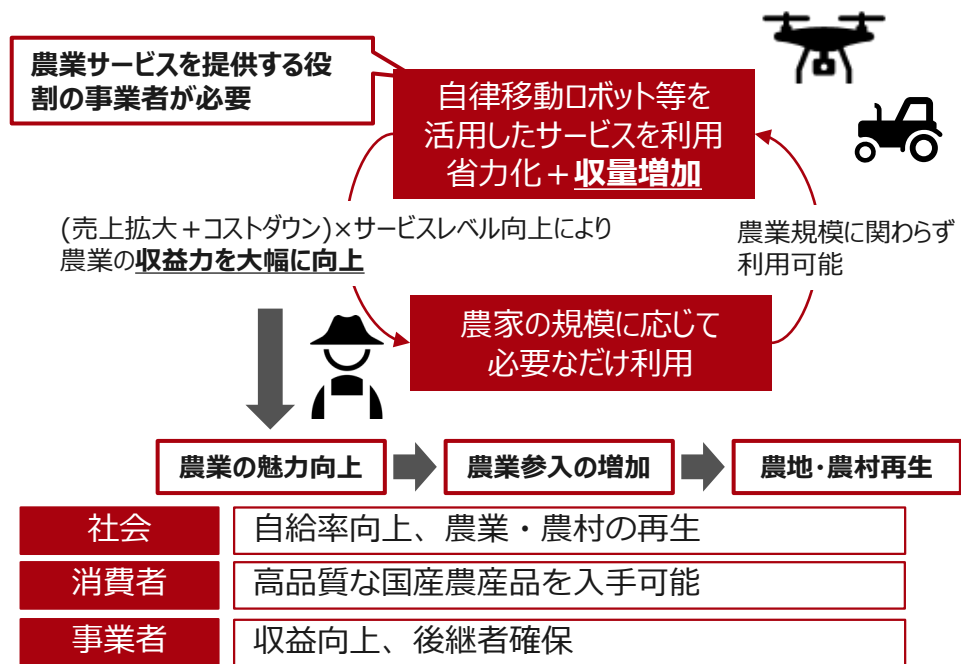 農業サービスを提供する役
割の事業者が必要
自律移動ロボット等を
活用したサービスを利用
省力化＋収量増加
(売上拡大＋コストダウン)×サービスレベル向上により
農業の収益力を大幅に向上
農業規模に関わらず
利用可能
農家の規模に応じて
必要なだけ利用
農業の魅力向上
農業参入の増加
農地・農村再生
社会
自給率向上、農業・農村の再生
消費者
高品質な国産農産品を入手可能
事業者
収益向上、後継者確保